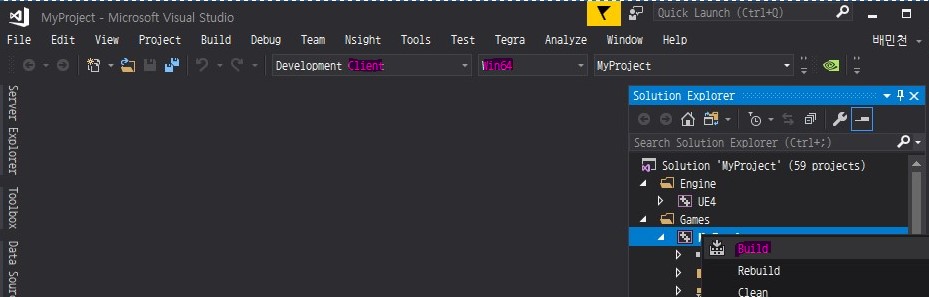 MyProject - Microsoft Visual Studio
Quick Launch (Ctrl+Q)
File Edit View Project Build Debug Team Nsight Tools Test Tegra Analyze Window Help 배민천
Development Client Win64 MyProject
Server Explorer
Toolbox
Solution Explorer
Search Solution Explorer (Ctrl+;)
Solution 'MyProject' (59 projects)
Engine
UE4
Games
Build
Rebuild
Clean
Data Sour